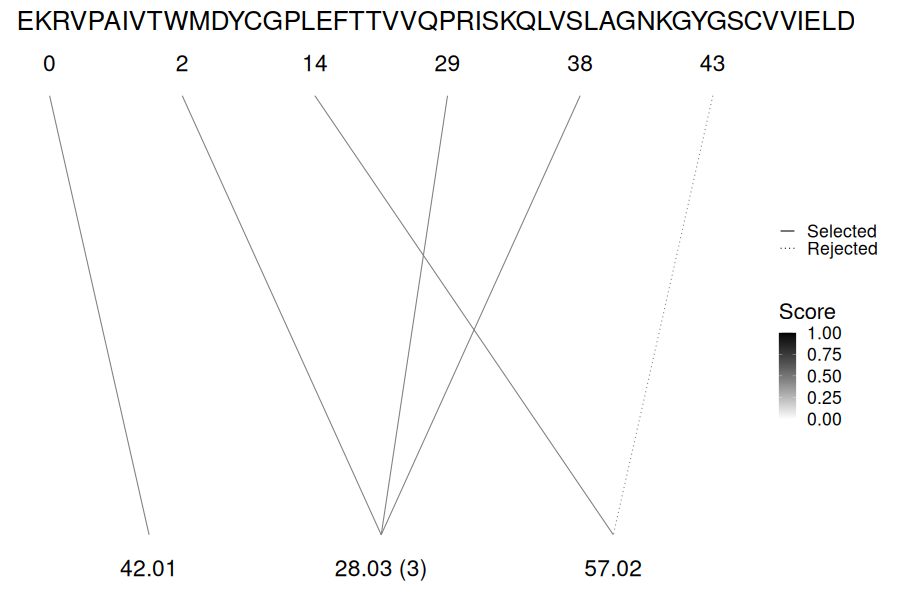 EKRVPAIVTWMDYCGPLEFTTVVQPRISKQLVSLAGNKGYGSCVVIELD
0 2 14 29 38 43
Selected
Rejected
Score
1.00
0.75
0.50
0.25
0.00
42.01 28.03 (3) 57.02